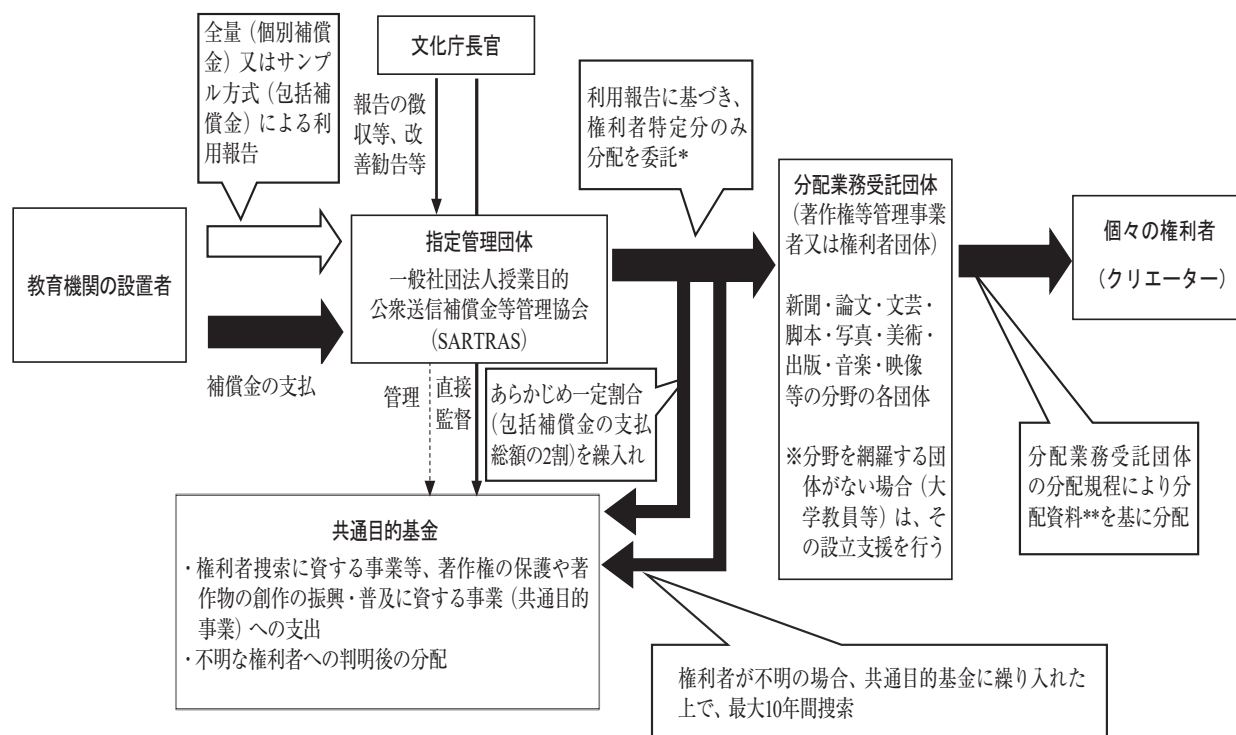 全量（個別補償
金）又はサンプ
ル方式（包括補
償金）による利
用報告
文化庁長官
報告の徴
収等、改
善勧告等
利用報告に基づき、
権利者特定分のみ
分配を委託*
教育機関の設置者
補償金の支払
指定管理団体
一般社団法人授業目的
公衆送信補償金等管理協会
(SARTRAS)
管理
直接
監督
あらかじめ一定割合
（包括補償金の支払
総額の2割）を繰入れ
分配業務受託団体
（著作権等管理事業
者又は権利者団体）
新聞・論文・文芸・
脚本・写真・美術・
出版・音楽・映像
等の分野の各団体
※分野を網羅する団
体がない場合（大
学教員等）は、そ
の設立支援を行う
個々の権利者
（クリエーター）
分配業務受託団体
の分配規程により分
配資料**を基に分配
共通目的基金
・権利者捜索に資する事業等、著作権の保護や著
作物の創作の振興・普及に資する事業（共通目的
事業）への支出
・不明な権利者への判明後の分配
権利者が不明の場合、共通目的基金に繰り入れた
上で、最大10年間捜索